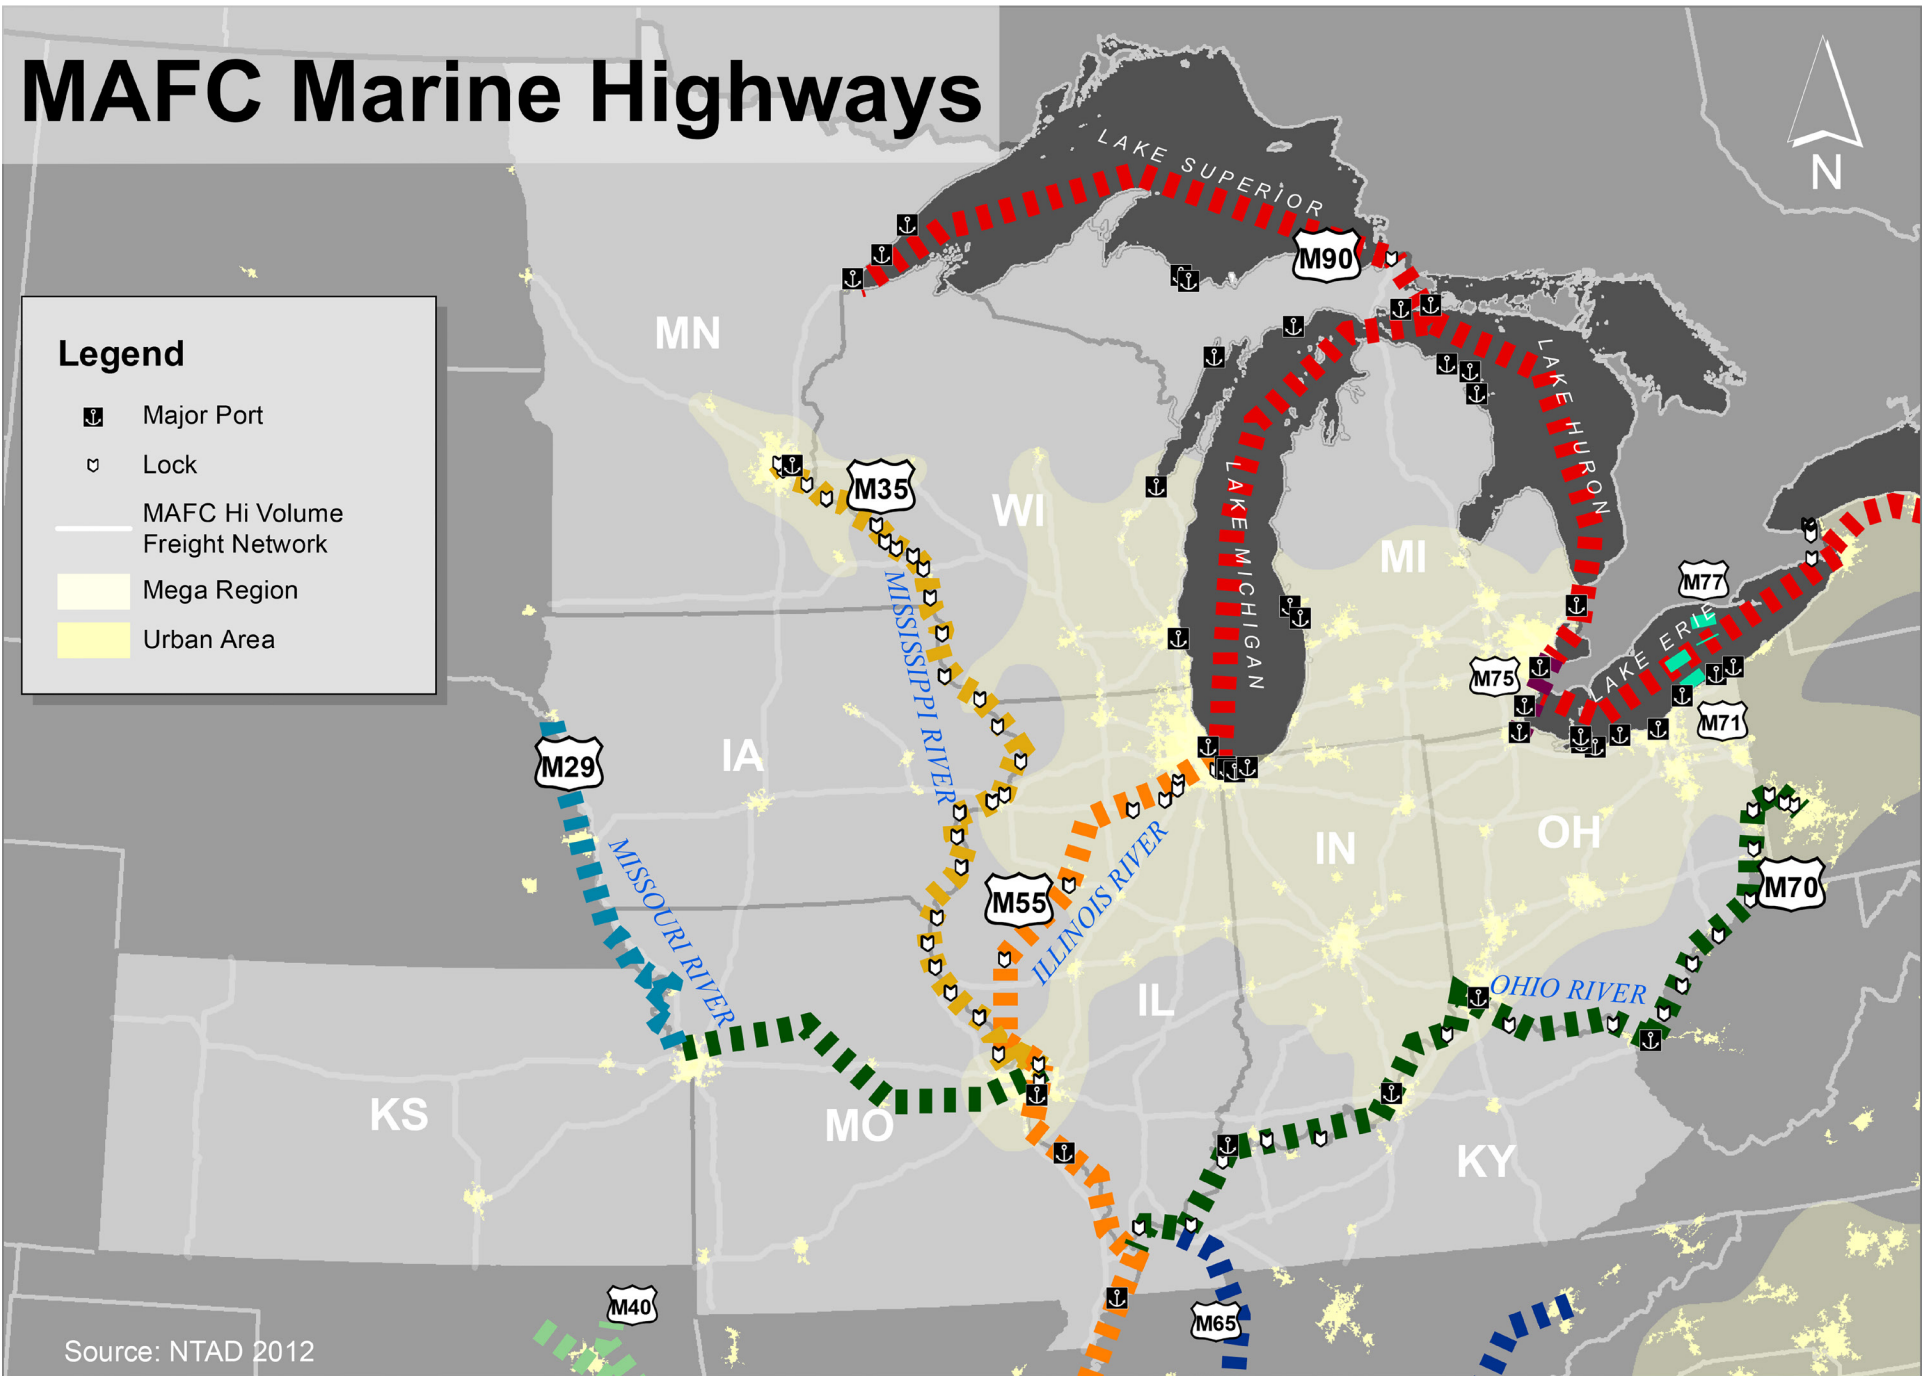 MAFC Marine Highways
N
LAKE SUPERIOR
M90
Legend
Major Port
Lock
MAFC Hi Volume
Freight Network
Mega Region
Urban Area
MN
LAKE HURON
M35
WI
LAKE MICHIGAN
MI
M77
LAKE ERIE
M75
M71
MISSISSIPPI RIVER
M29
IA
IN
OH
MISSOURI RIVER
M55
ILLINOIS RIVER
M70
IL
OHIO RIVER
KS
MO
KY
M40
M65
Source: NTAD 2012